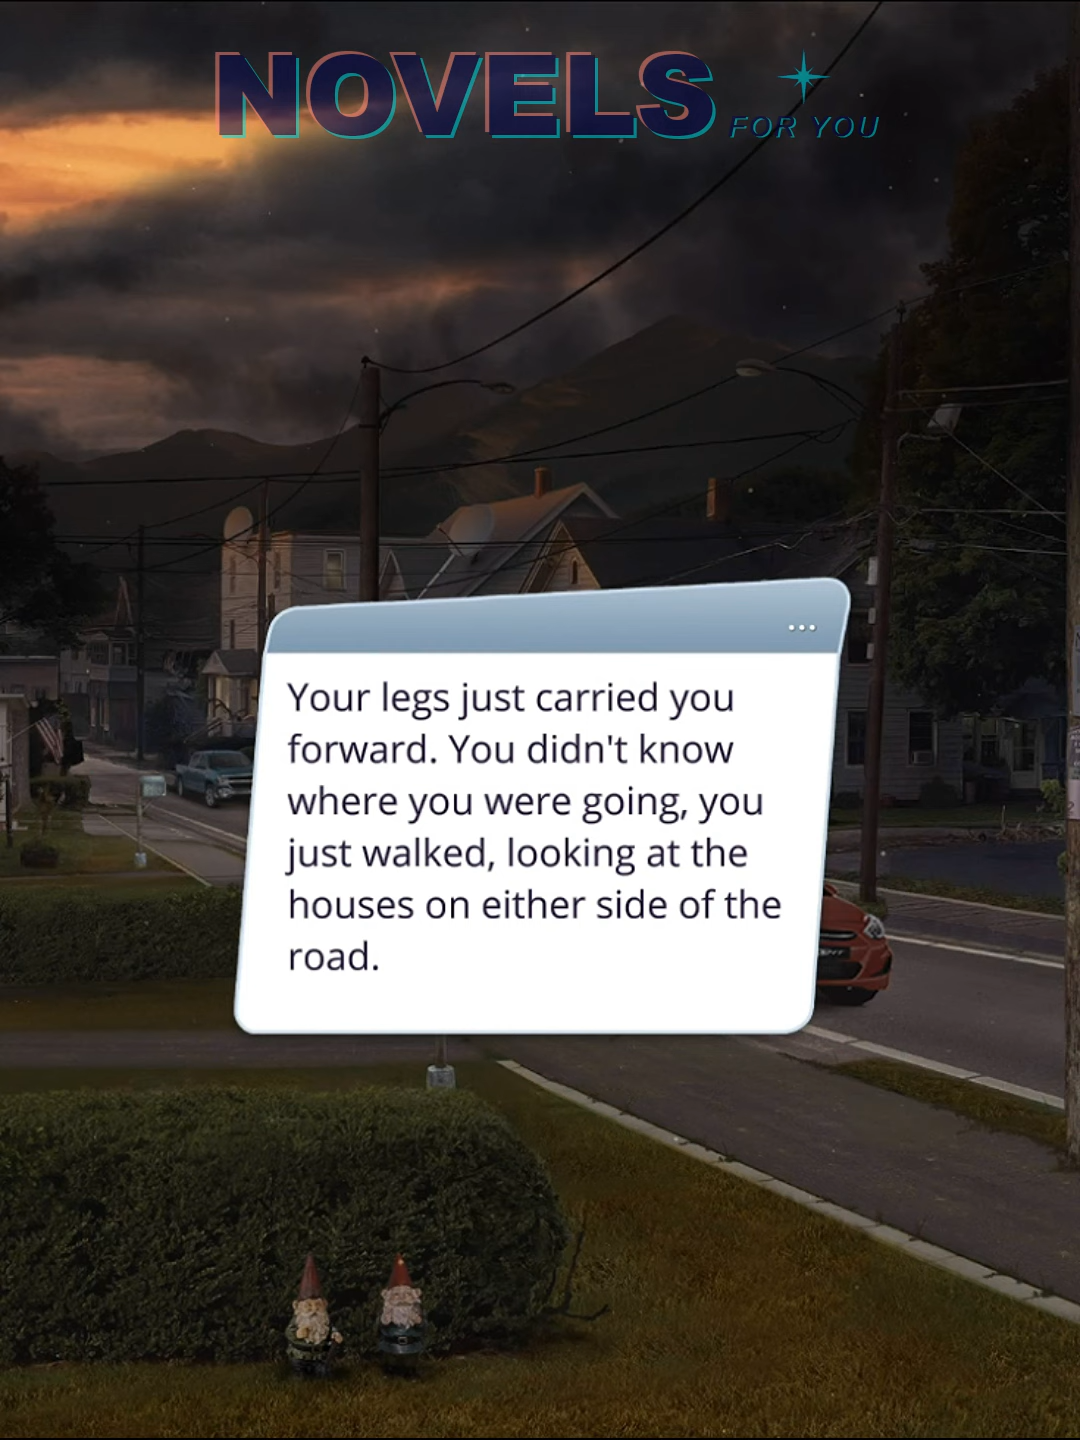 NOVELS
FOR YOU
...
Your legs just carried you
forward. You didn't know
where you were going, you
just walked, looking at the
houses on either side of the
road.